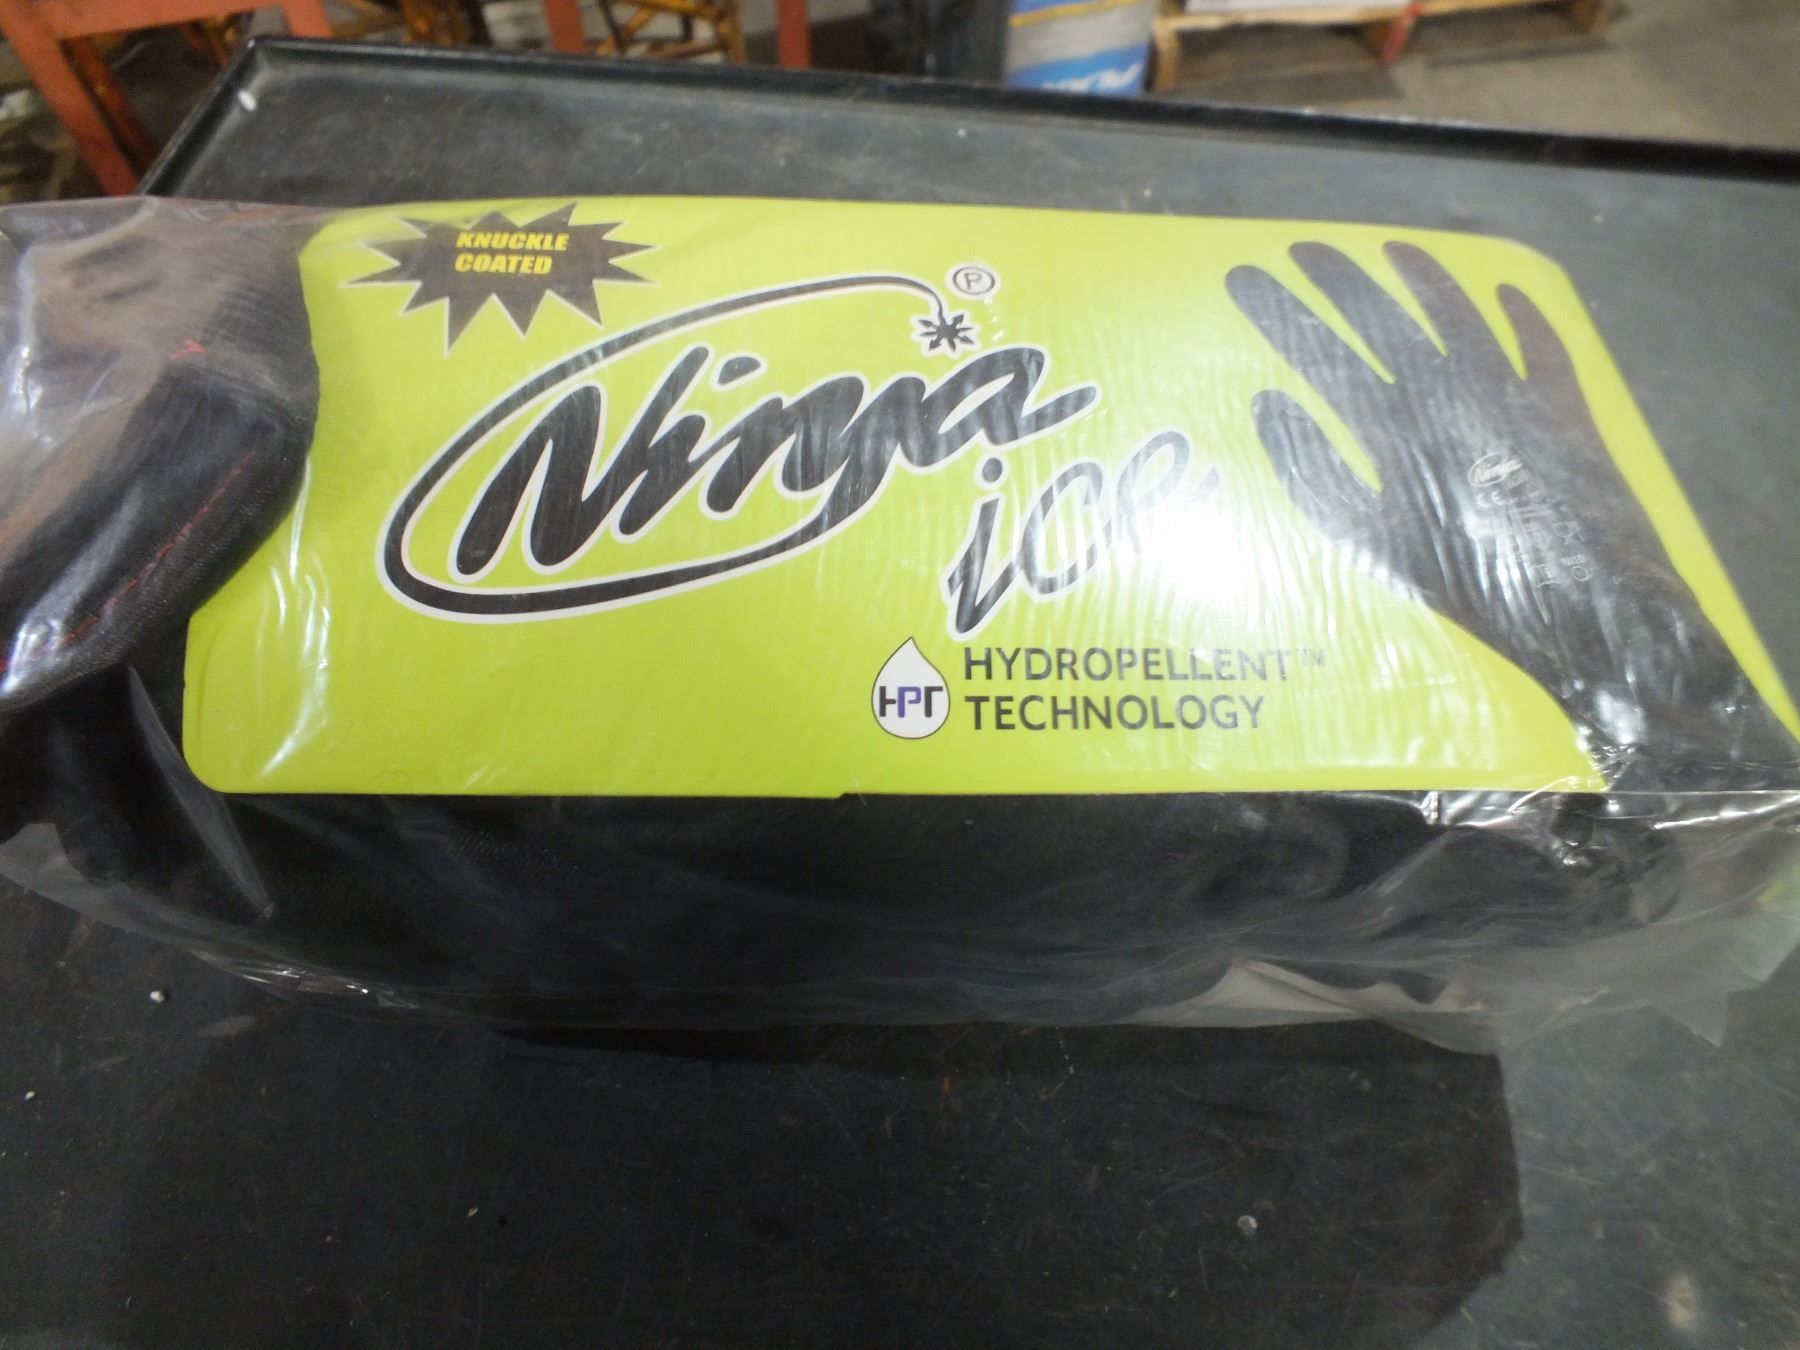 KNUCKLE
COATED
Ninja®
ice
HPT
HYDROPELLENT™
TECHNOLOGY